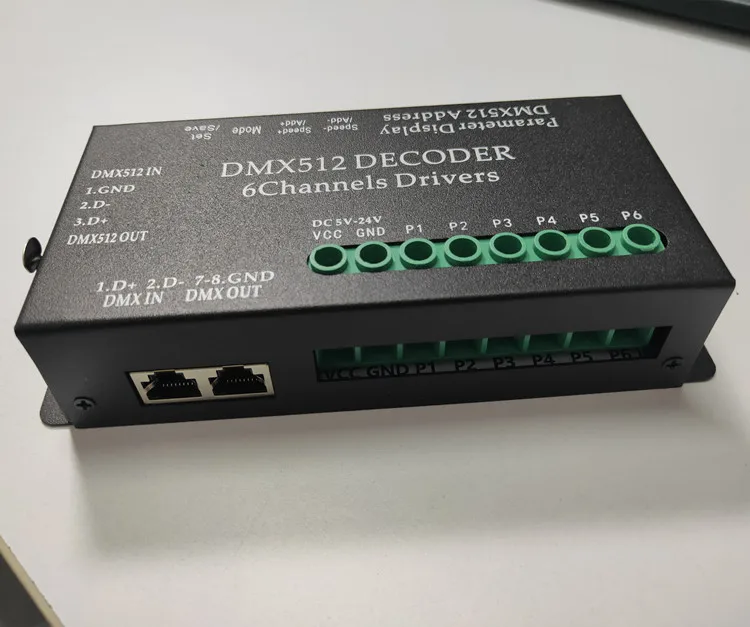 Parameter Display
DMX512 Address
Speed-
/Add-
Speed+
/Add+
Mode
Set
/Save
DMX512 DECODER
6Channels Drivers
DMX512 IN
1.GND
2.D-
3.D+
DMX512 OUT
DC 5V-24V
VCC GND P1 P2 P3 P4 P5 P6
1.D+ 2.D- 7-8.GND
DMX IN DMX OUT
VCC GND P1 P2 P3 P4 P5 P6